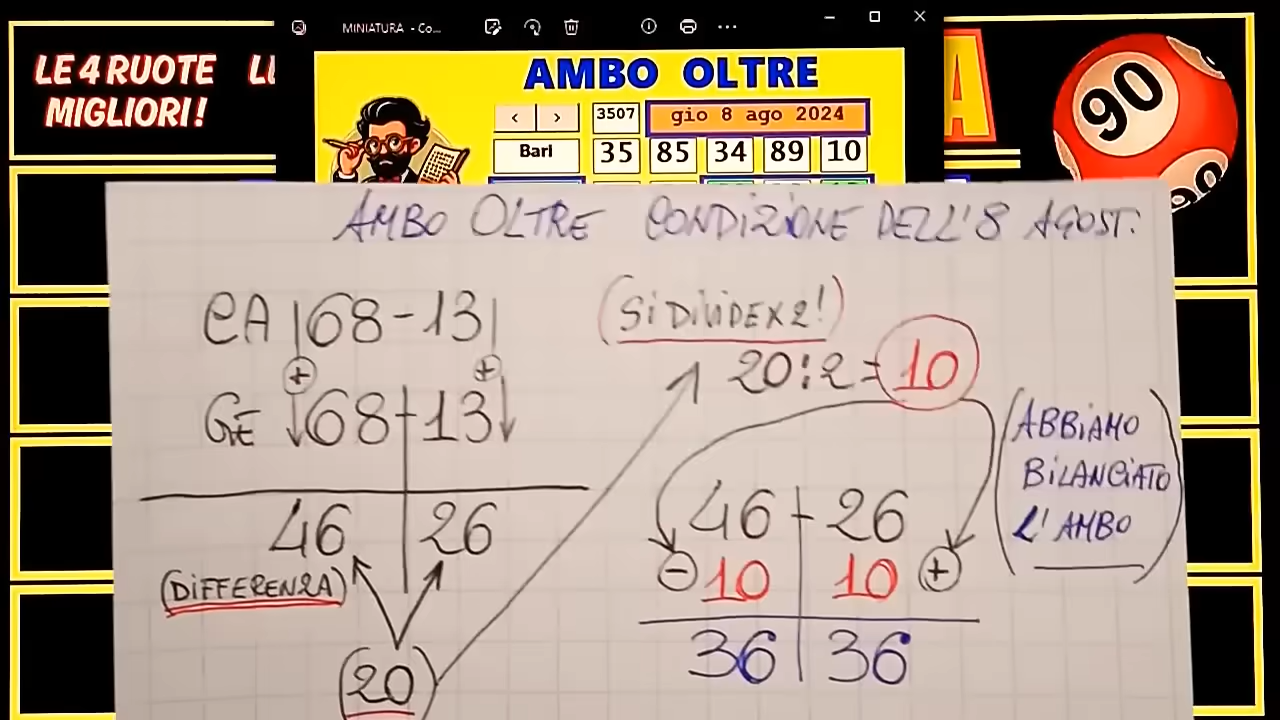 MINIATURA - Co...
LE 4 RUOTE
MIGLIORI!
AMBO OLTRE
< >
3507
gio 8 ago 2024
Bari 35 85 34 89 10
A
90
AMBO OLTRE CONDIZIONE DELL'8 AGOST.
CA 68-13
+ +
GE 68+13
46 26
(DIFFERENZA)
(20)
(SI DIVIDE X 2!)
20:2=10
(ABBIAMO
BILANCIATO
L'AMBO)
46 + 26
- 10 10 +
36 36